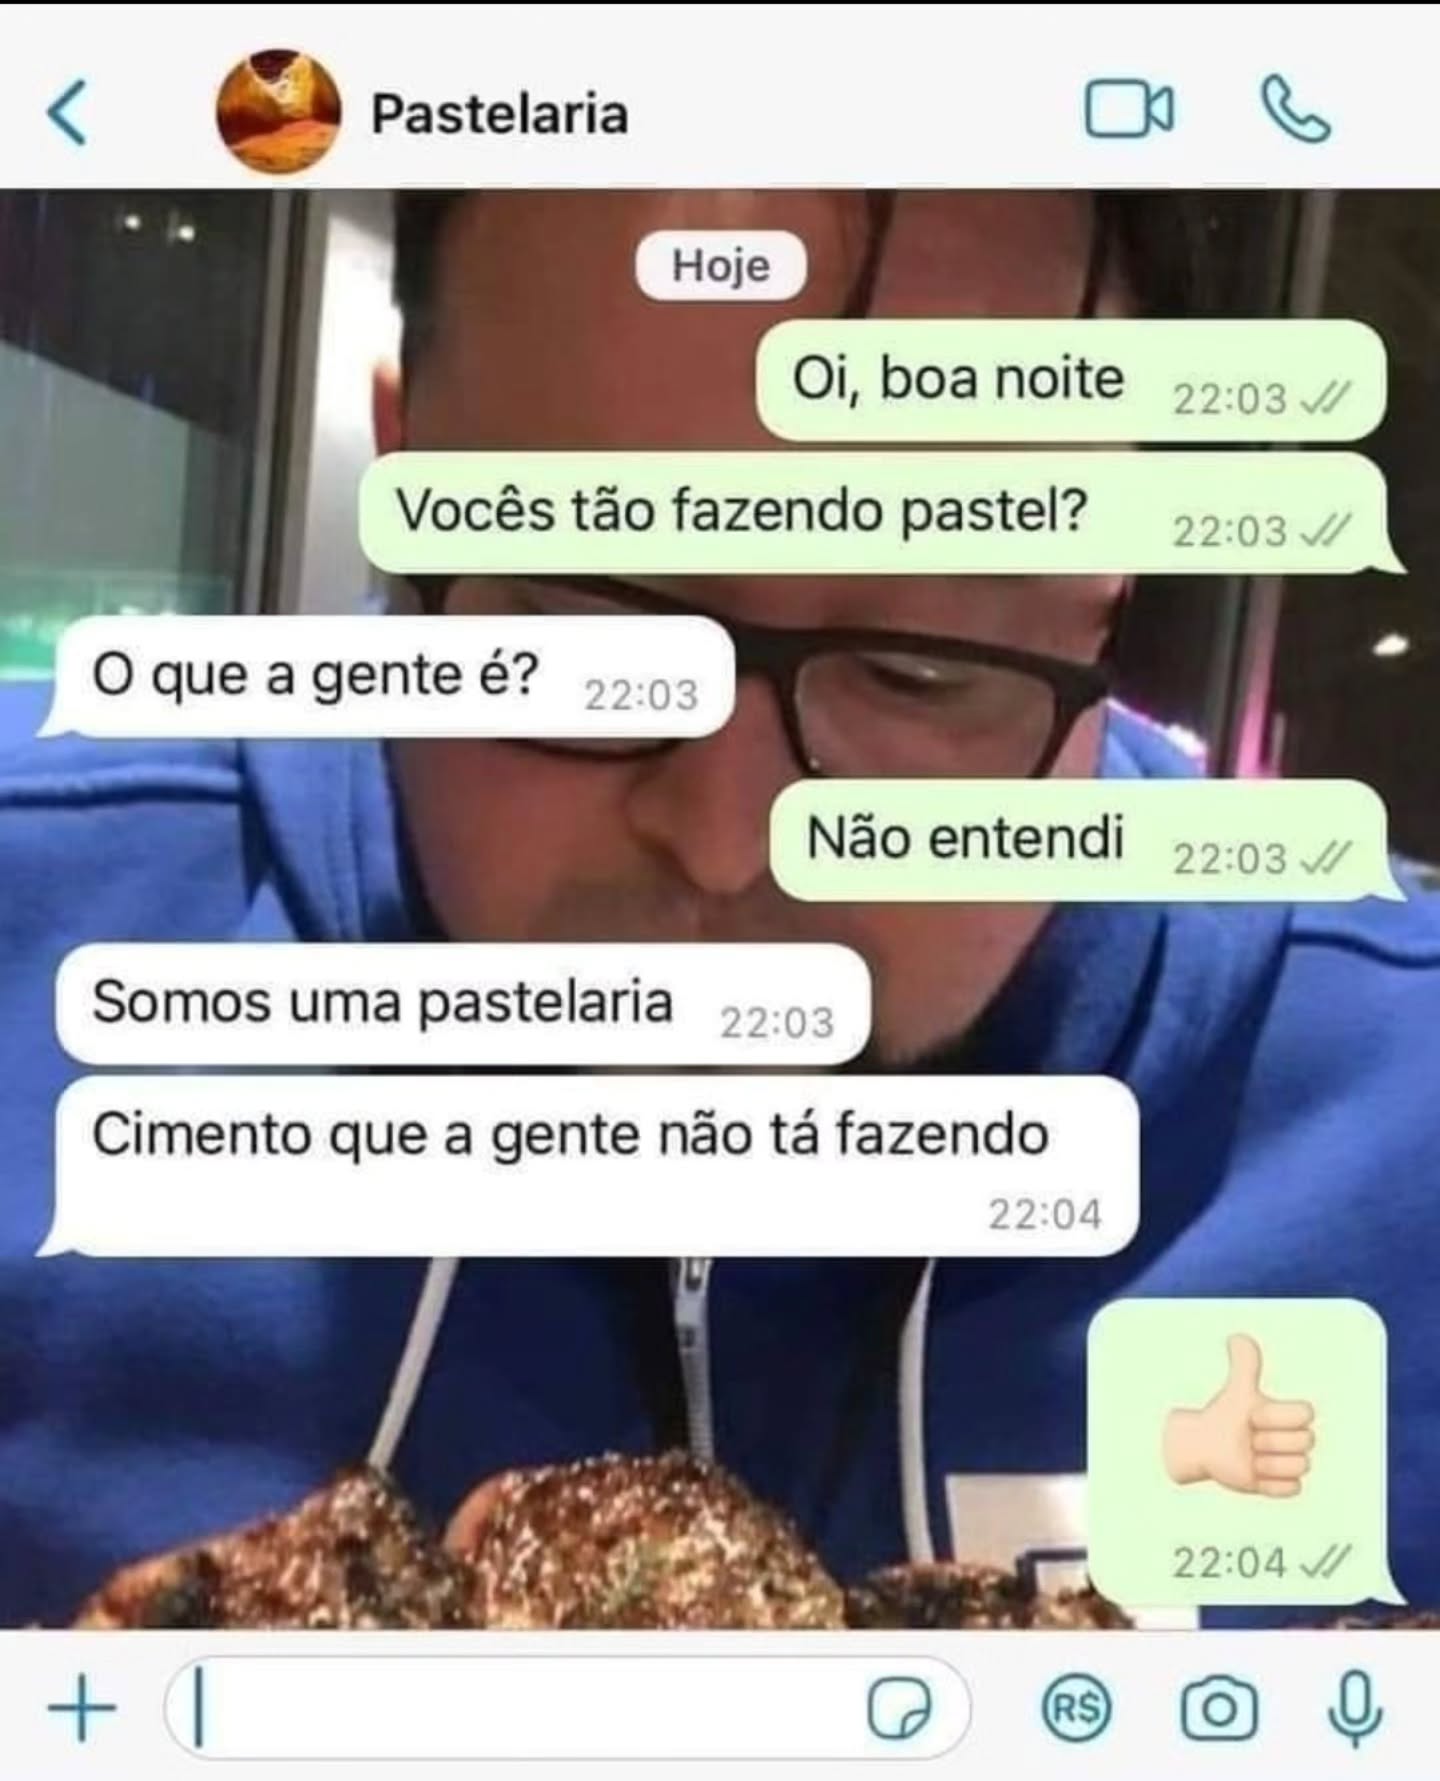 Pastelaria
Hoje
Oi, boa noite 22:03
Vocês tão fazendo pastel? 22:03
O que a gente é? 22:03
Não entendi 22:03
Somos uma pastelaria 22:03
Cimento que a gente não tá fazendo
22:04
22:04
R$